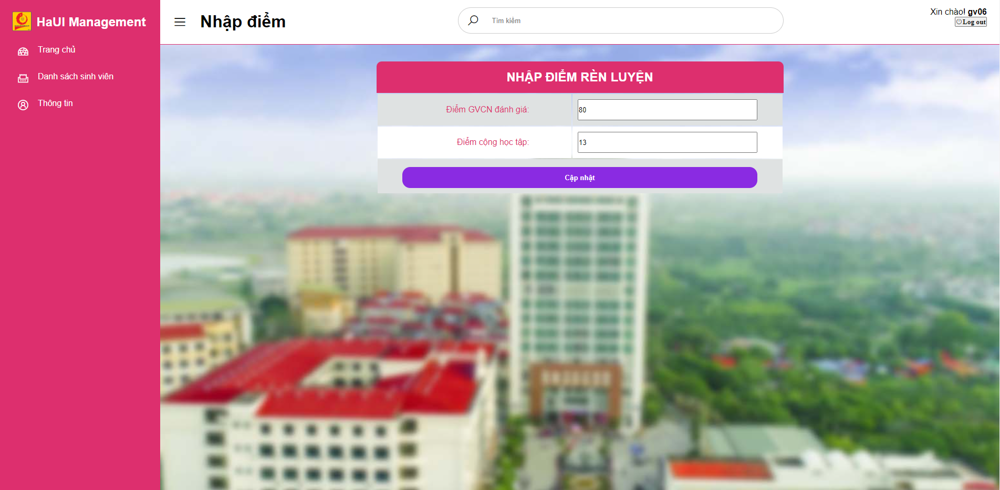 HaUI Management
Trang chủ
Danh sách sinh viên
Thông tin
Nhập điểm
Tìm kiếm
Xin chào! gv06
Log out
NHẬP ĐIỂM RÈN LUYỆN
Điểm GVCN đánh giá:
80
Điểm cộng học tập:
13
Cập nhật